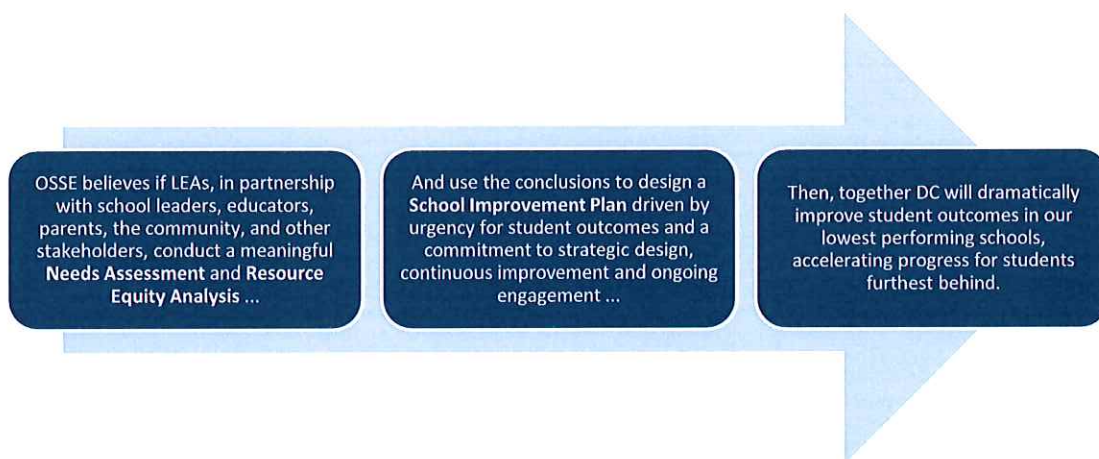 OSSE believes if LEAs, in partnership
with school leaders, educators,
parents, the community, and other
stakeholders, conduct a meaningful
Needs Assessment and Resource
Equity Analysis ...
And use the conclusions to design a
School Improvement Plan driven by
urgency for student outcomes and a
commitment to strategic design,
continuous improvement and ongoing
engagement ...
Then, together DC will dramatically
improve student outcomes in our
lowest performing schools,
accelerating progress for students
furthest behind.